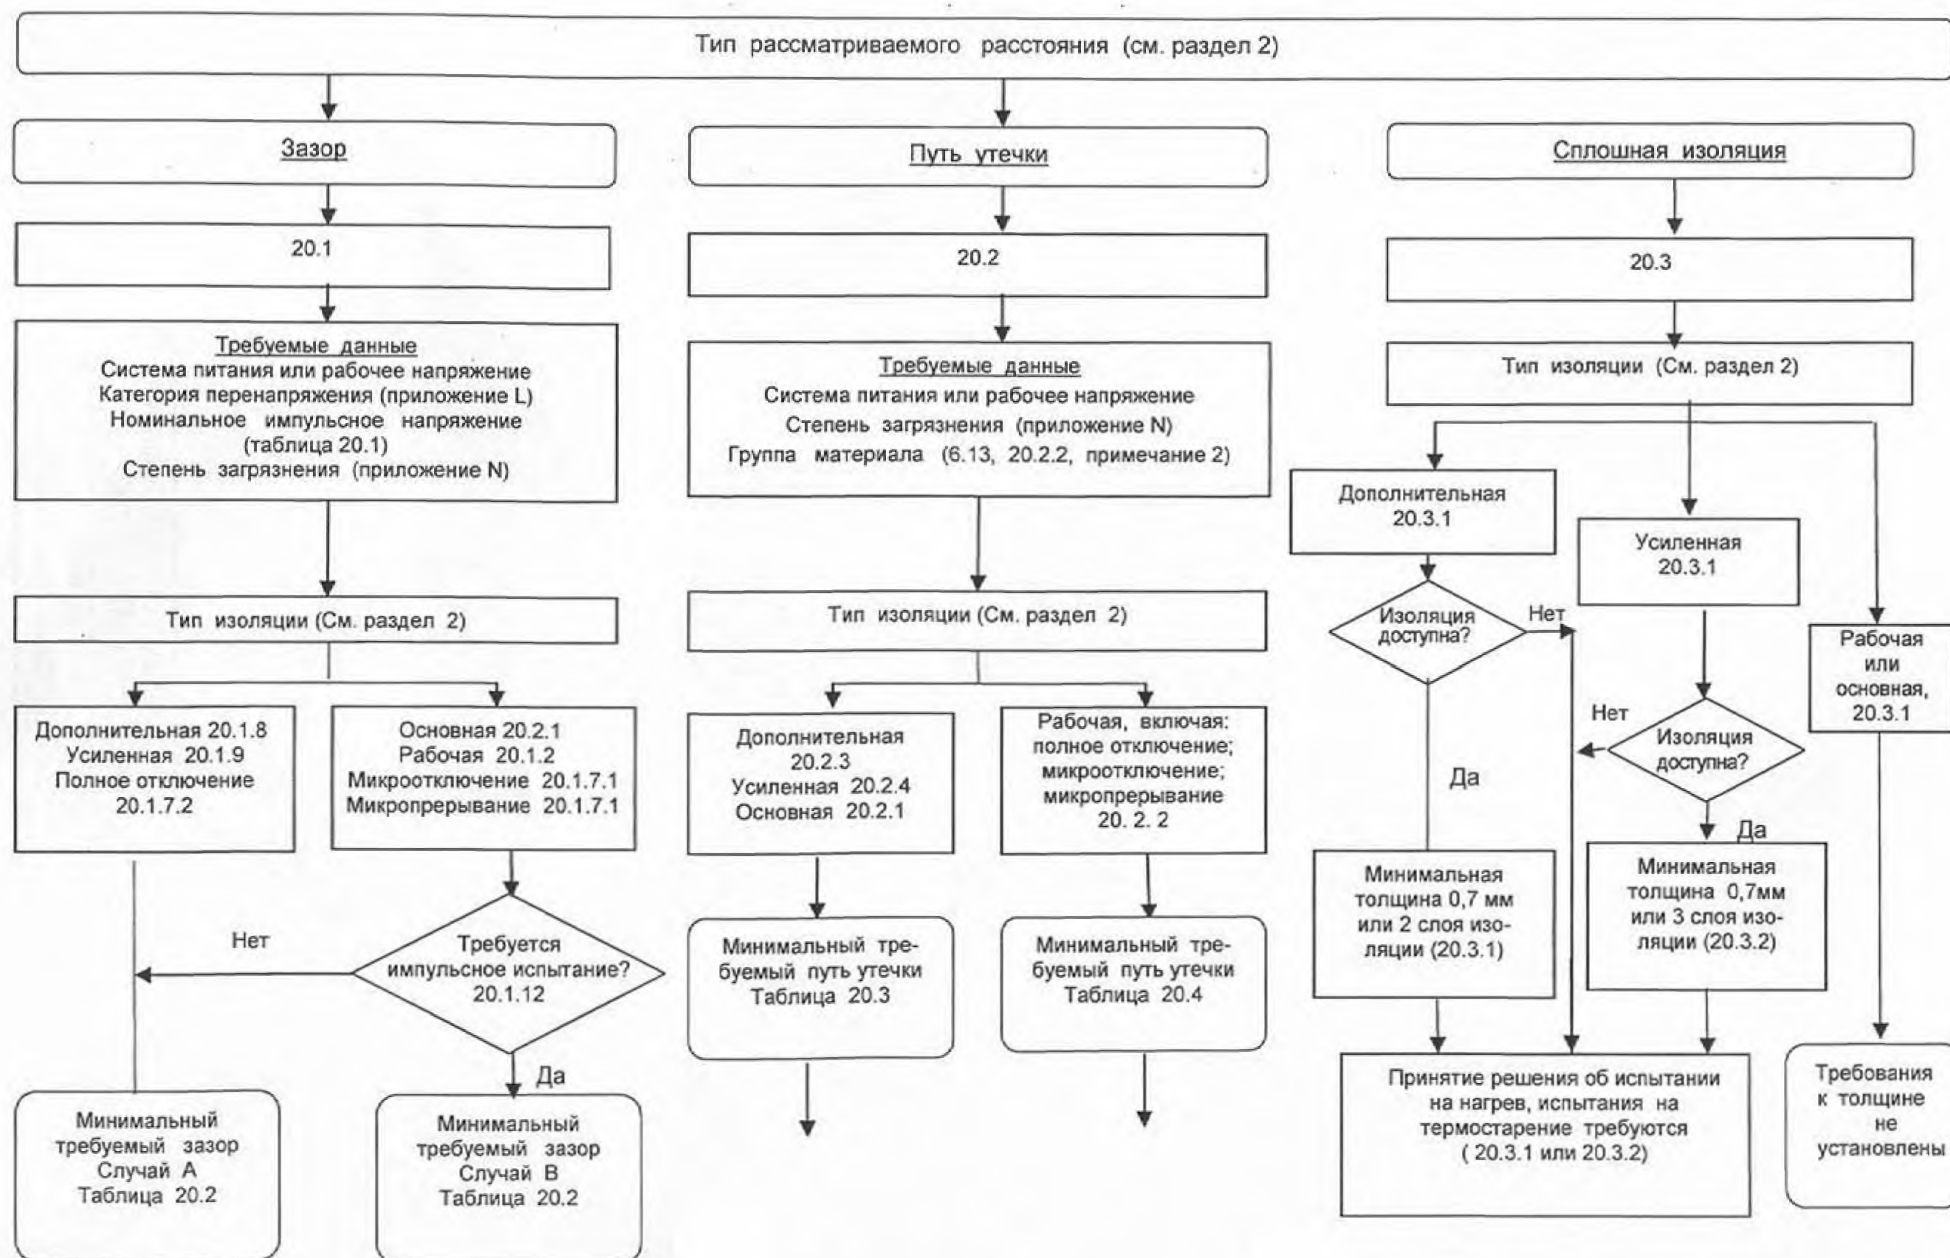 Тип рассматриваемого расстояния (см. раздел 2)
Зазор
20.1
Требуемые данные
Система питания или рабочее напряжение
Категория перенапряжения (приложение L)
Номинальное импульсное напряжение
(таблица 20.1)
Степень загрязнения (приложение N)
Тип изоляции (См. раздел 2)
Дополнительная 20.1.8
Усиленная 20.1.9
Полное отключение
20.1.7.2
Основная 20.2.1
Рабочая 20.1.2
Микроотключение 20.1.7.1
Микропрерывание 20.1.7.1
Требуется
импульсное испытание?
20.1.12
Нет
Да
Минимальный
требуемый зазор
Случай А
Таблица 20.2
Минимальный
требуемый зазор
Случай В
Таблица 20.2
Путь утечки
20.2
Требуемые данные
Система питания или рабочее напряжение
Степень загрязнения (приложение N)
Группа материала (6.13, 20.2.2, примечание 2)
Тип изоляции (См. раздел 2)
Дополнительная
20.2.3
Усиленная 20.2.4
Основная 20.2.1
Рабочая, включая:
полное отключение;
микроотключение;
микропрерывание
20. 2. 2
Минимальный тре-
буемый путь утечки
Таблица 20.3
Минимальный тре-
буемый путь утечки
Таблица 20.4
Сплошная изоляция
20.3
Тип изоляции (См. раздел 2)
Дополнительная
20.3.1
Усиленная
20.3.1
Рабочая
или
основная,
20.3.1
Изоляция
доступна?
Нет
Да
Изоляция
доступна?
Нет
Да
Минимальная
толщина 0,7 мм
или 2 слоя изо-
ляции (20.3.1)
Минимальная
толщина 0,7мм
или 3 слоя изо-
ляции (20.3.2)
Принятие решения об испытании
на нагрев, испытания на
термостарение требуются
( 20.3.1 или 20.3.2)
Требования
к толщине
не
установлены